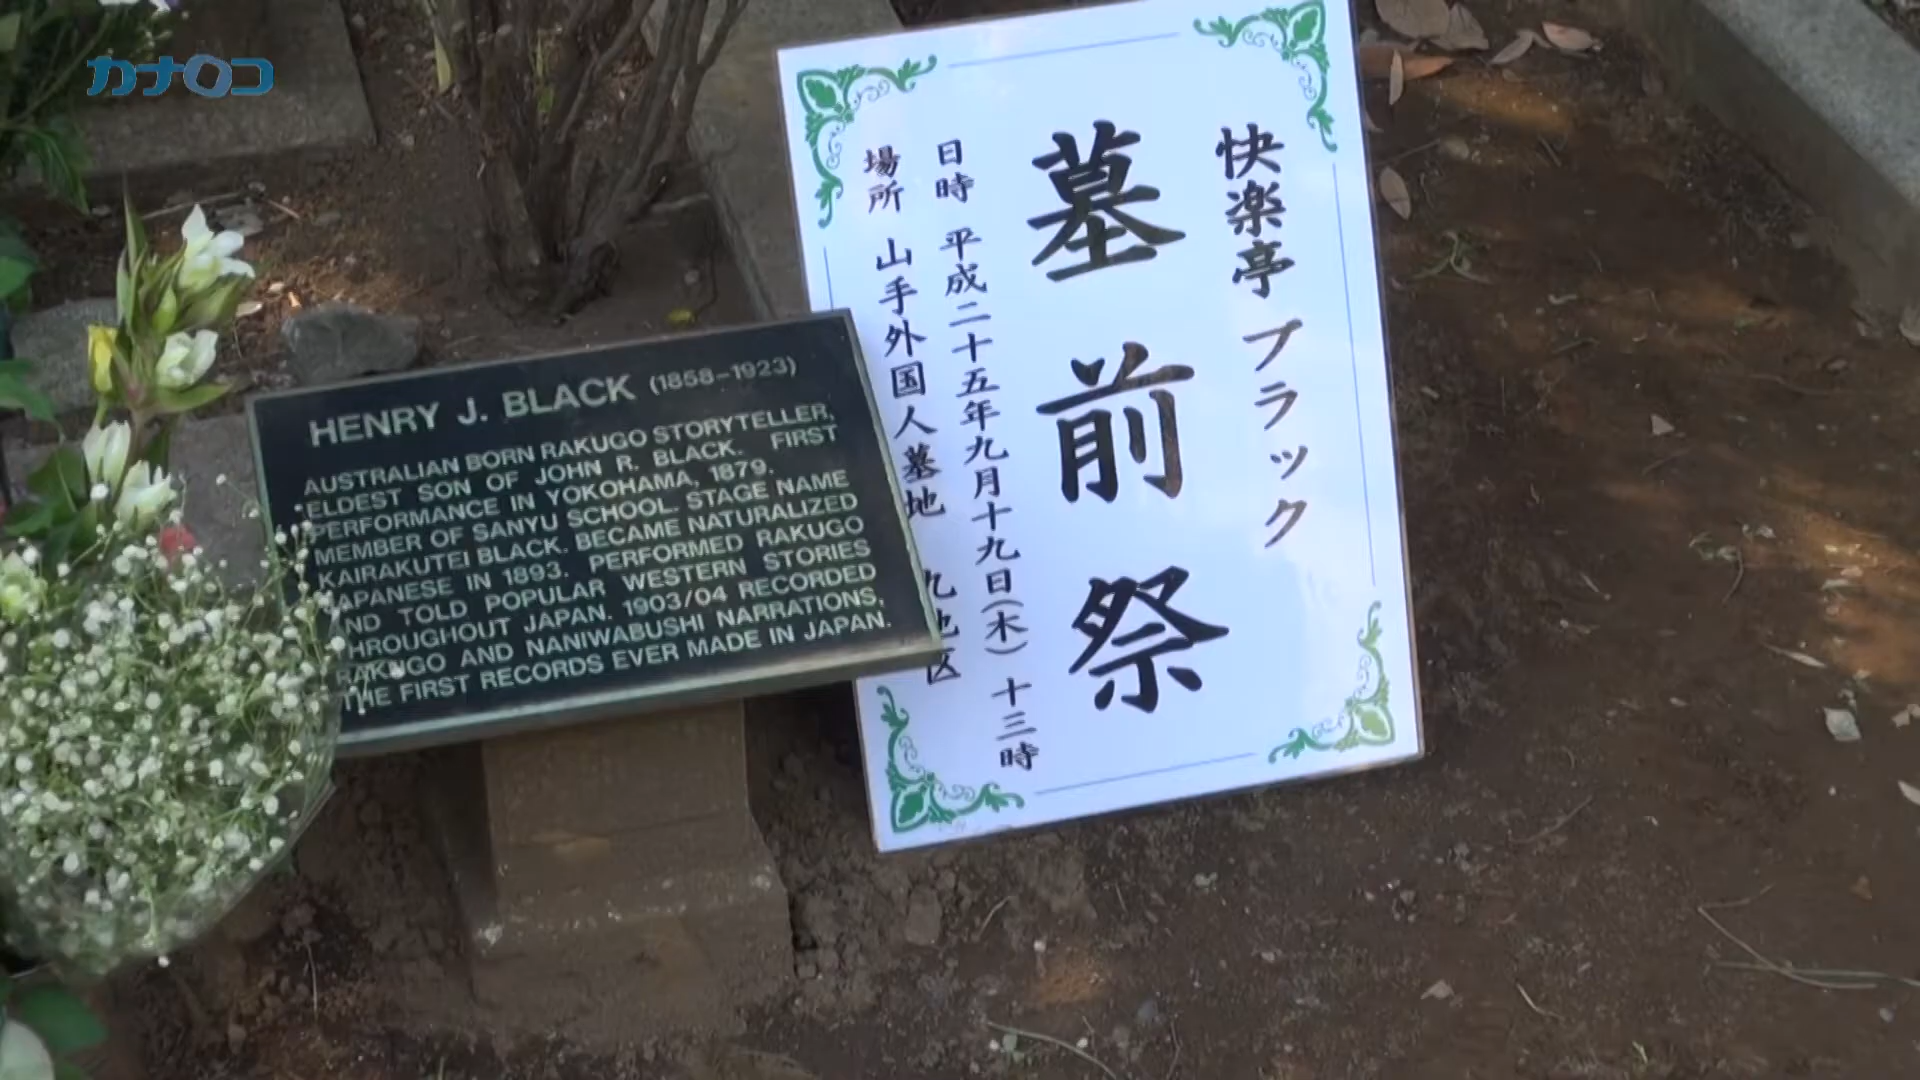 カナロコ
HENRY J. BLACK (1858–1923)
AUSTRALIAN BORN RAKUGO STORYTELLER,
ELDEST SON OF JOHN R. BLACK. FIRST
PERFORMANCE IN YOKOHAMA, 1879.
MEMBER OF SANYU SCHOOL. STAGE NAME
KAIRAKUTEI BLACK. BECAME NATURALIZED
JAPANESE IN 1893. PERFORMED RAKUGO
AND TOLD POPULAR WESTERN STORIES
THROUGHOUT JAPAN. 1903/04 RECORDED
RAKUGO AND NANIWABUSHI NARRATIONS,
THE FIRST RECORDS EVER MADE IN JAPAN.
快楽亭ブラック
墓前祭
日時 平成二十五年九月十九日(木) 十三時
場所 山手外国人墓地 九地区